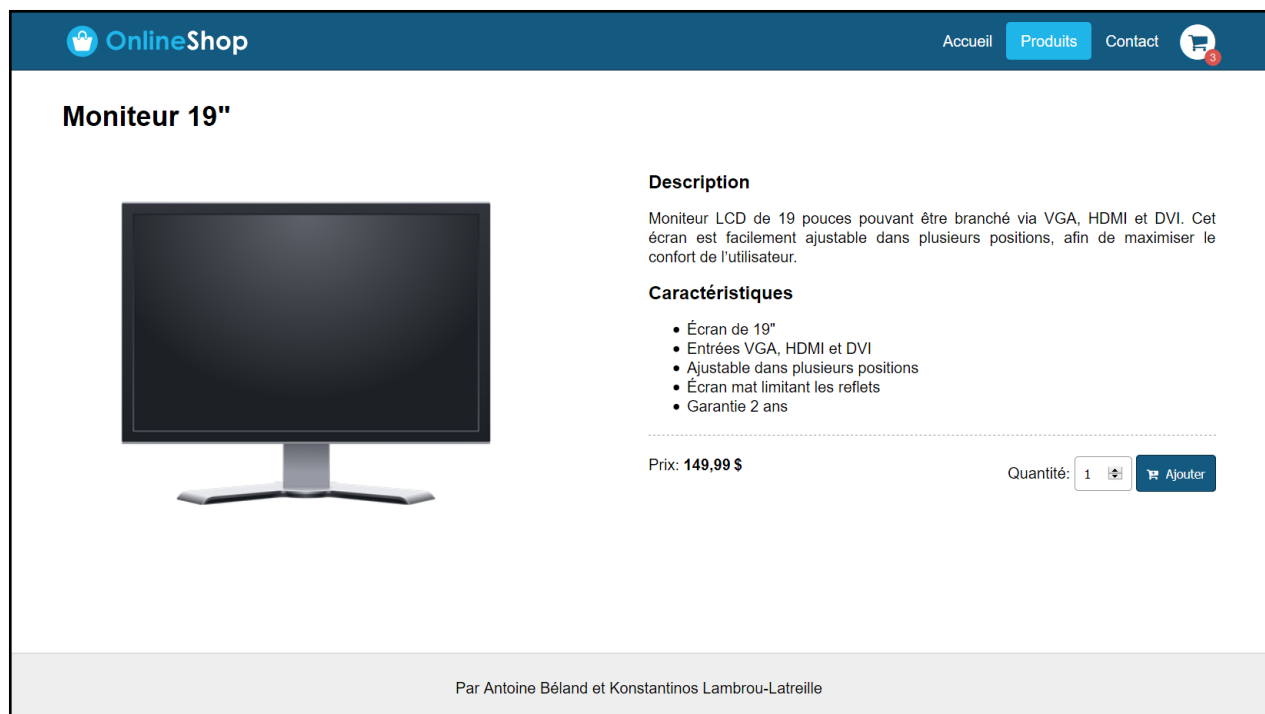 OnlineShop
Accueil
Produits
Contact
3
Moniteur 19"
Description
Moniteur LCD de 19 pouces pouvant être branché via VGA, HDMI et DVI. Cet
écran est facilement ajustable dans plusieurs positions, afin de maximiser le
confort de l’utilisateur.
Caractéristiques
Écran de 19"
Entrées VGA, HDMI et DVI
Ajustable dans plusieurs positions
Écran mat limitant les reflets
Garantie 2 ans
Prix: 149,99 $
Quantité: 1
Ajouter
Par Antoine Béland et Konstantinos Lambrou-Latreille